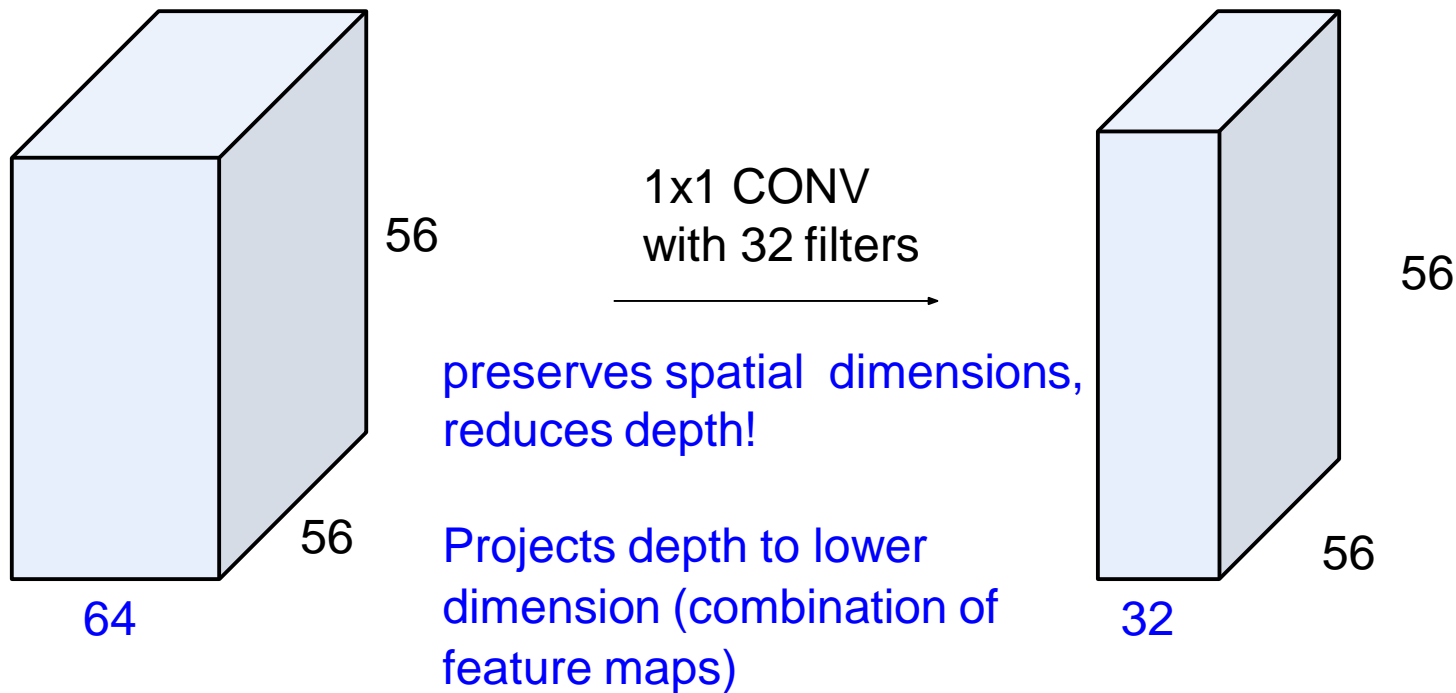 56
56
64
1x1 CONV
with 32 filters
preserves spatial dimensions,
reduces depth!
Projects depth to lower
dimension (combination of
feature maps)
56
56
32